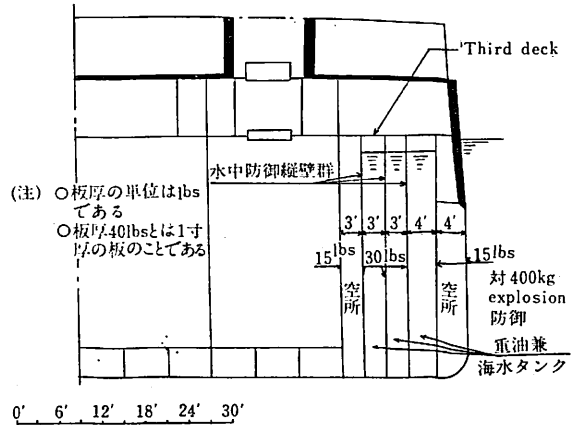 'Third deck
水中防御縦壁群
(注) ○板厚の単位はlbs
である
○板厚40lbsとは1寸
厚の板のことである
3' 3' 3' 4' 4'
15lbs 30lbs 15lbs
空所 空所
対400kg
explosion
防御
重油兼
海水タンク
0' 6' 12' 18' 24' 30'